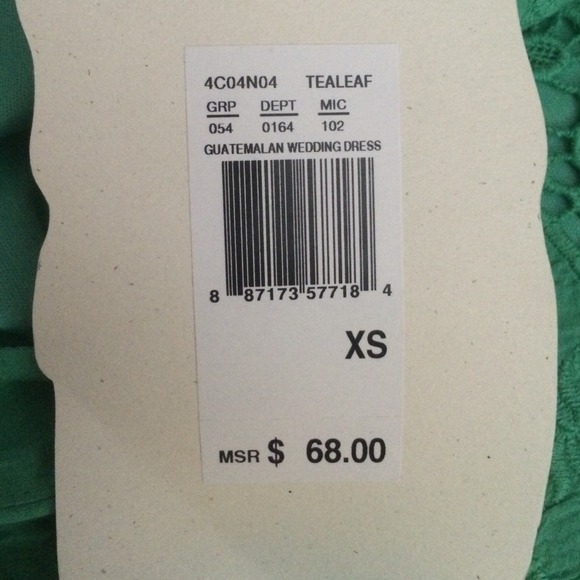 4C04N04 TEALEAF
GRP DEPT MIC
054 0164 102
GUATEMALAN WEDDING DRESS
8 87173 57718 4
XS
MSR $ 68.00